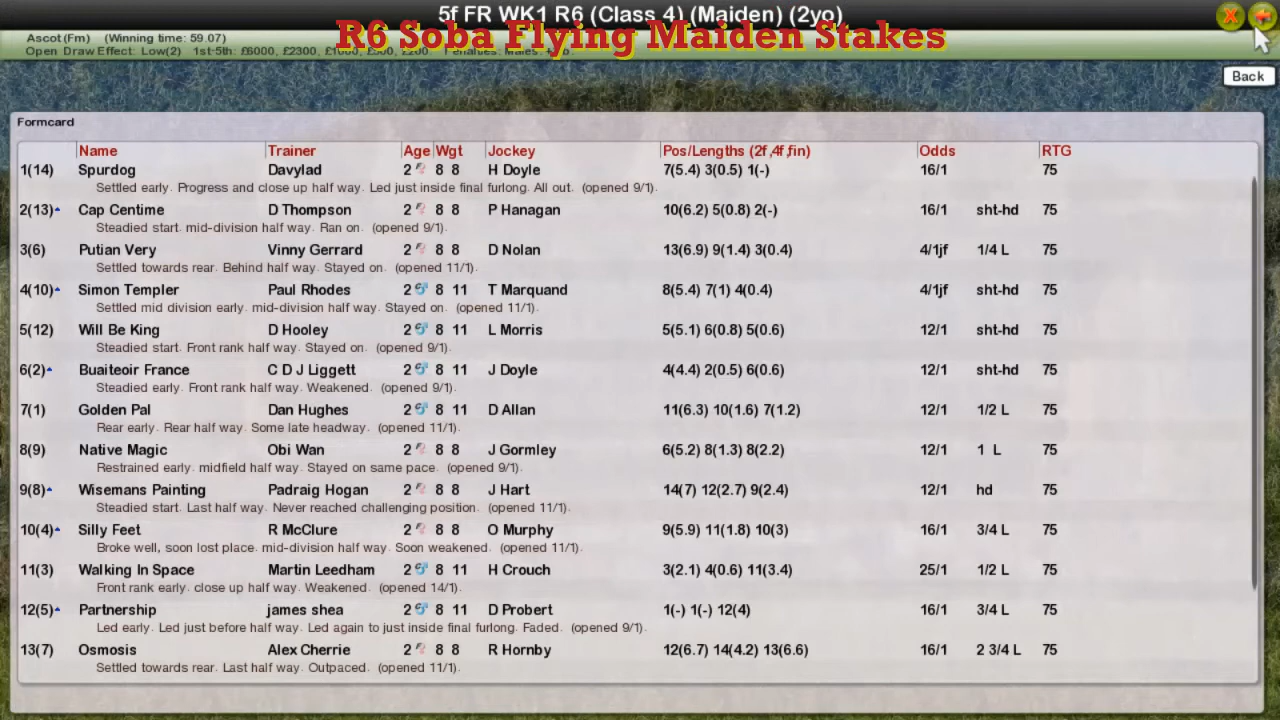 5f FR WK1 R6 (Class 4) (Maiden) (2yo)
R6 Soba Flying Maiden Stakes
Ascot(Fm) (Winning time: 59.07)
Open Draw Effect: Low(2) 1st-5th: £6000, £2300,
Back
Formcard
Name Trainer Age Wgt Jockey Pos/Lengths (2f,4f,fin) Odds RTG
1(14) Spurdog Davylad 2 8 8 H Doyle 7(5.4) 3(0.5) 1(-) 16/1 75
Settled early. Progress and close up half way. Led just inside final furlong. All out. (opened 9/1).
2(13) Cap Centime D Thompson 2 8 8 P Hanagan 10(6.2) 5(0.8) 2(-) 16/1 sht-hd 75
Steadied start. mid-division half way. Ran on. (opened 9/1).
3(6) Putian Very Vinny Gerrard 2 8 8 D Nolan 13(6.9) 9(1.4) 3(0.4) 4/1jf 1/4 L 75
Settled towards rear. Behind half way. Stayed on. (opened 11/1).
4(10) Simon Templer Paul Rhodes 2 8 11 T Marquand 8(5.4) 7(1) 4(0.4) 4/1jf sht-hd 75
Settled mid division early. mid-division half way. Stayed on. (opened 11/1).
5(12) Will Be King D Hooley 2 8 11 L Morris 5(5.1) 6(0.8) 5(0.6) 12/1 sht-hd 75
Steadied start. Front rank half way. Stayed on. (opened 9/1).
6(2) Buaiteoir France C D J Liggett 2 8 11 J Doyle 4(4.4) 2(0.5) 6(0.6) 12/1 sht-hd 75
Steadied early. Front rank half way. Weakened. (opened 9/1).
7(1) Golden Pal Dan Hughes 2 8 11 D Allan 11(6.3) 10(1.6) 7(1.2) 12/1 1/2 L 75
Rear early. Rear half way. Some late headway. (opened 11/1).
8(9) Native Magic Obi Wan 2 8 8 J Gormley 6(5.2) 8(1.3) 8(2.2) 12/1 1 L 75
Restrained early. midfield half way. Stayed on same pace. (opened 9/1).
9(8) Wisemans Painting Padraig Hogan 2 8 8 J Hart 14(7) 12(2.7) 9(2.4) 12/1 hd 75
Steadied start. Last half way. Never reached challenging position. (opened 11/1).
10(4) Silly Feet R McClure 2 8 8 O Murphy 9(5.9) 11(1.8) 10(3) 16/1 3/4 L 75
Broke well, soon lost place. mid-division half way. Soon weakened. (opened 11/1).
11(3) Walking In Space Martin Leedham 2 8 11 H Crouch 3(2.1) 4(0.6) 11(3.4) 25/1 1/2 L 75
Front rank early. close up half way. Weakened. (opened 14/1).
12(5) Partnership james shea 2 8 11 D Probert 1(-) 1(-) 12(4) 16/1 3/4 L 75
Led early. Led just before half way. Led again to just inside final furlong. Faded. (opened 9/1).
13(7) Osmosis Alex Cherrie 2 8 8 R Hornby 12(6.7) 14(4.2) 13(6.6) 16/1 2 3/4 L 75
Settled towards rear. Last half way. Outpaced. (opened 11/1).